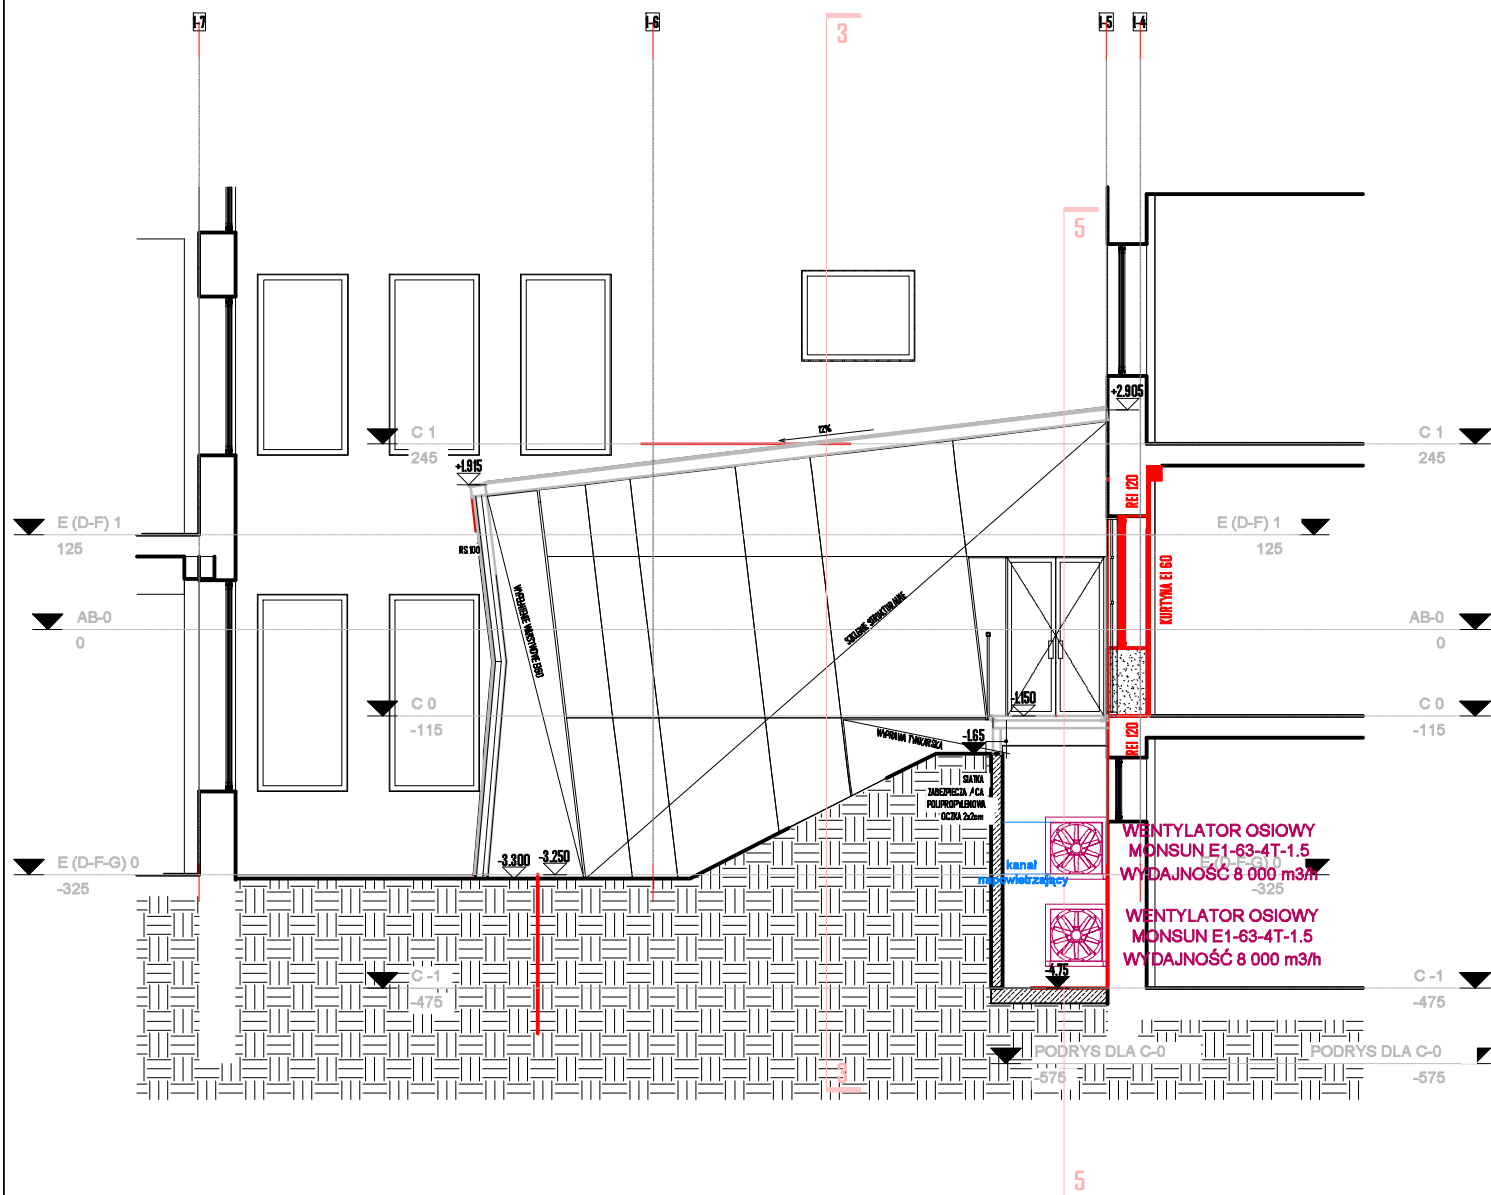 I-7
I-6
I-5
I-4
3
5
+2.905
12%
C 1
245
C 1
245
+1.915
REI 120
E (D-F) 1
125
E (D-F) 1
125
RS 100
KURTYNA EI 60
AB-0
0
AB-0
0
SZKLENIE STRUKTURALNE
C 0
-115
-1.150
C 0
-115
WYPRAWA TYNKARSKA
-1.65
REI 120
SIATKA
POLIPROPYLENOWA
OCZKA 2x2cm
WENTYLATOR OSIOWY
MONSUN E1-63-4T-1.5
WYDAJNOŚĆ 8 000 m3/h
E (D-F-G) 0
-325
-3.300
-3.250
kanał
napowietrzający
E (D-F-G) 0
-325
WENTYLATOR OSIOWY
MONSUN E1-63-4T-1.5
WYDAJNOŚĆ 8 000 m3/h
C -1
-475
-4.75
C -1
-475
PODRYS DLA C-0
-575
PODRYS DLA C-0
-575
3
5